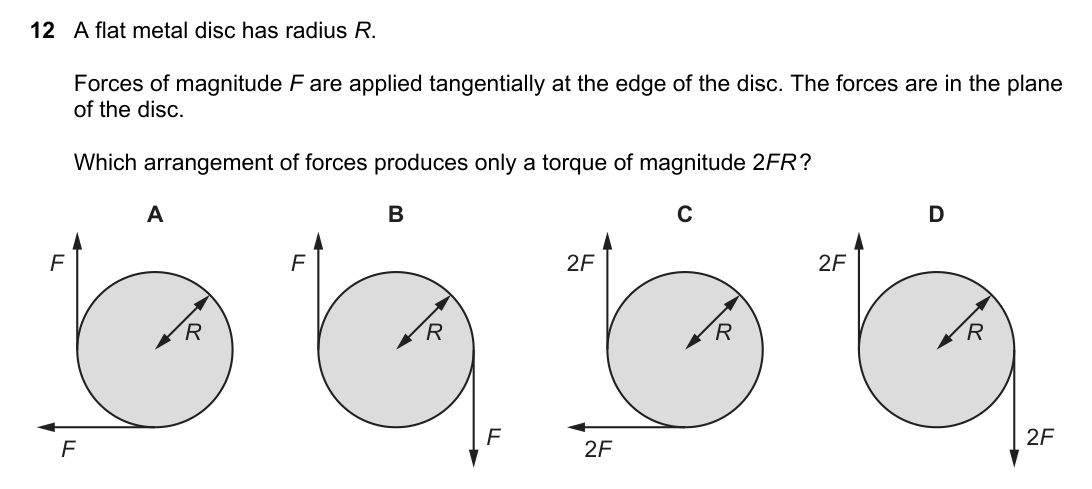 12 A flat metal disc has radius R.
Forces of magnitude F are applied tangentially at the edge of the disc. The forces are in the plane
of the disc.
Which arrangement of forces produces only a torque of magnitude 2FR?
A B C D
F F 2F 2F
R R R R
F F 2F 2F